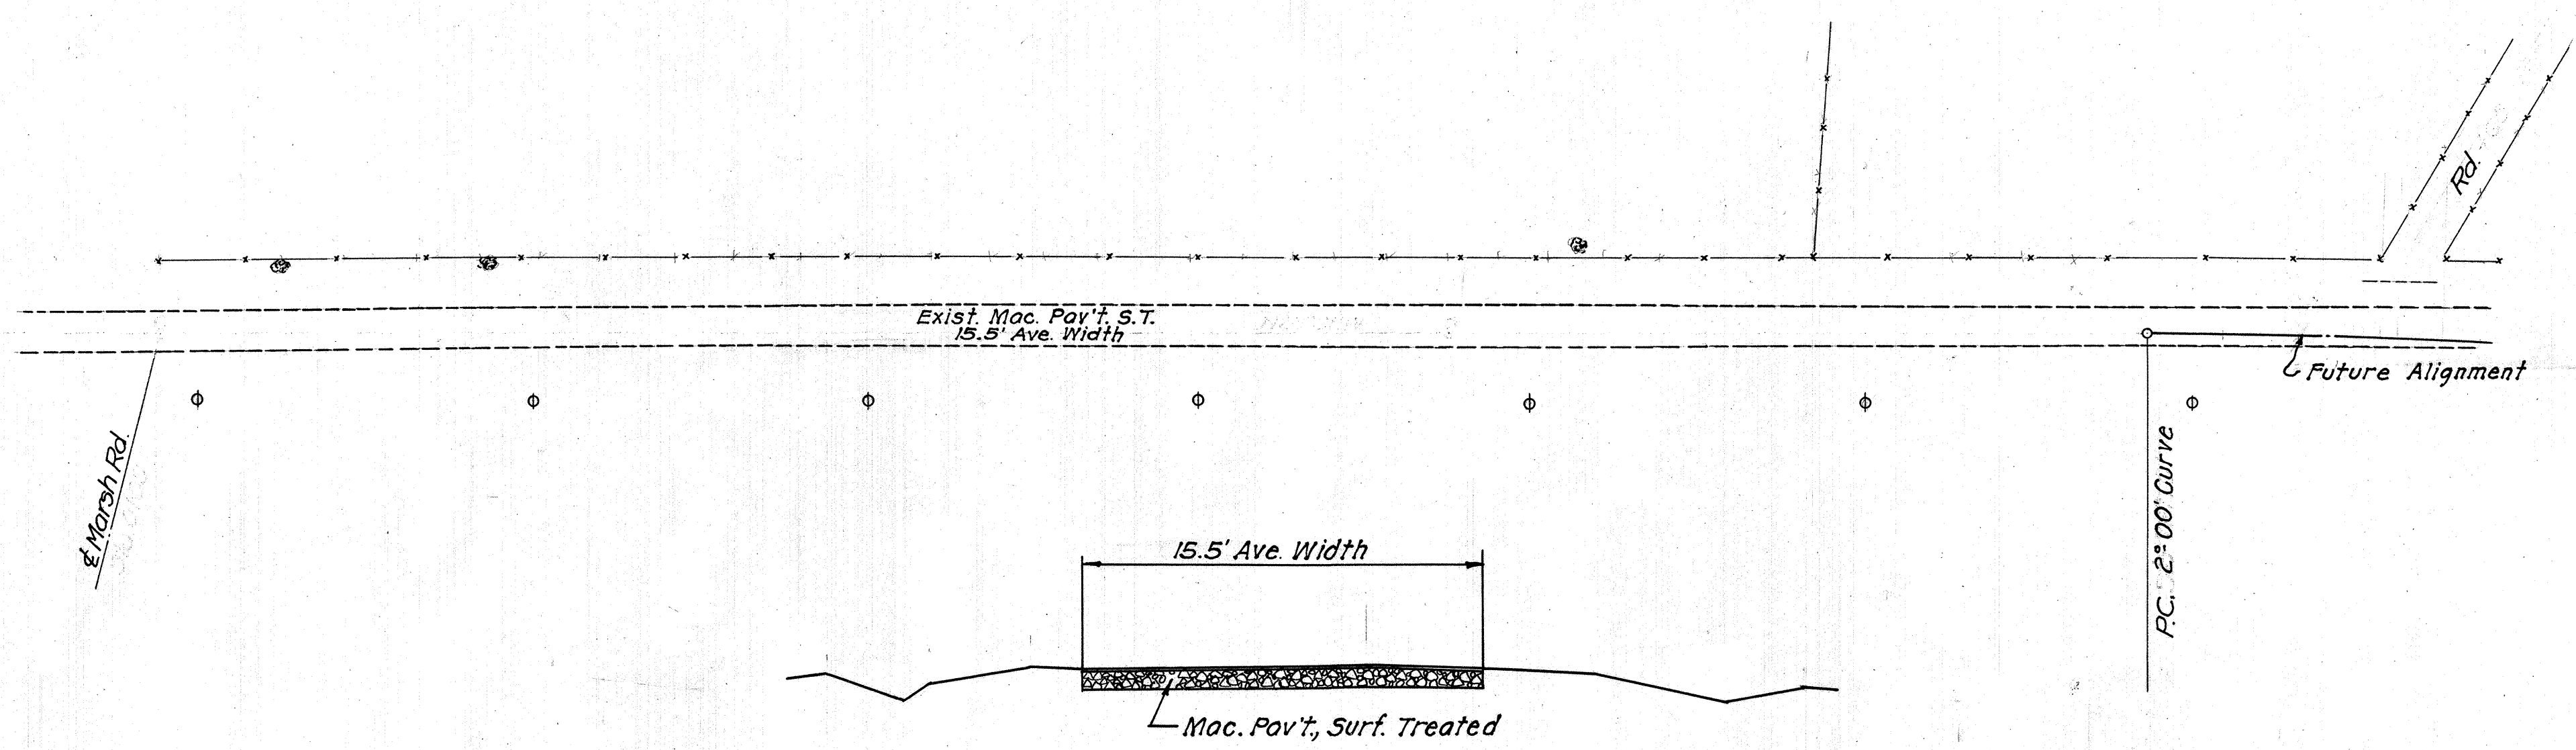 Rd.
Exist. Mac. Pav't. S.T.
15.5' Ave. Width
Future Alignment
℄ Marsh Rd.
P.C. 2°00' Curve
15.5' Ave. Width
Mac. Pav't., Surf. Treated